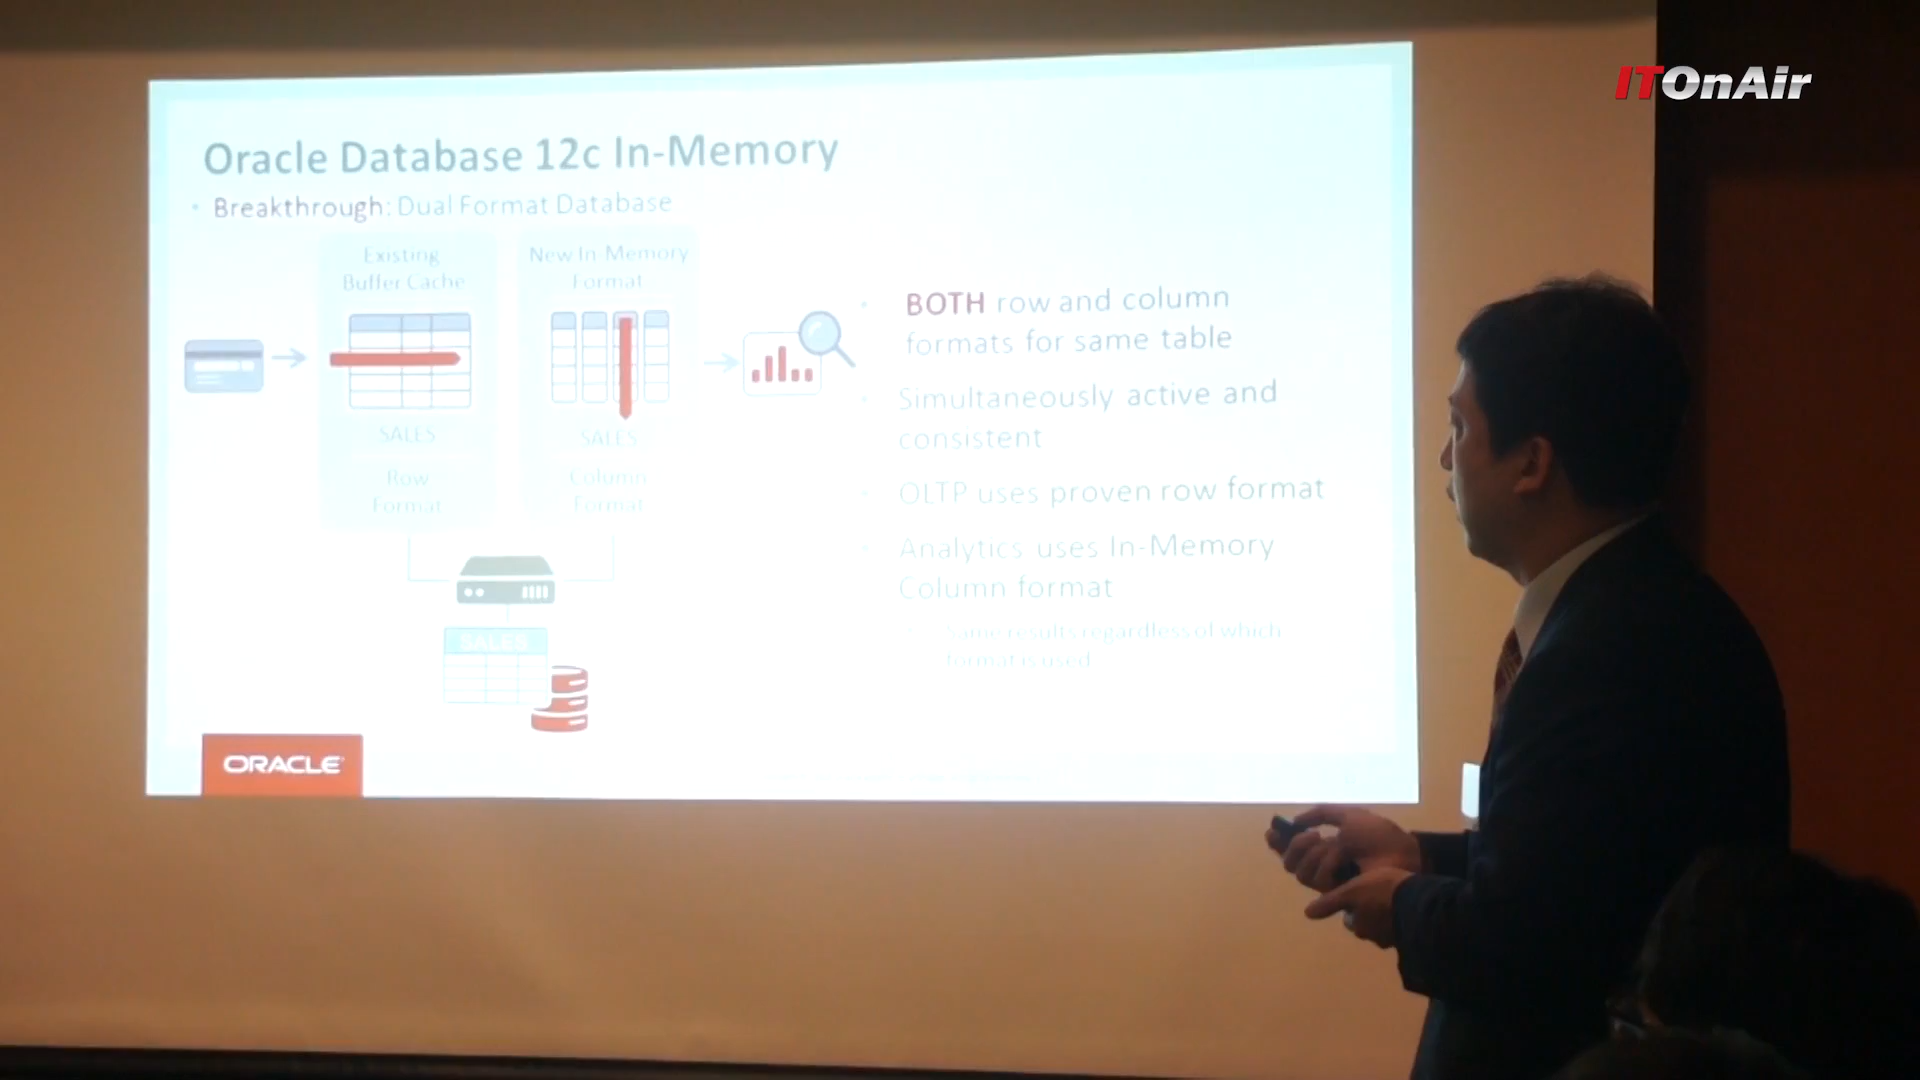 ITOnAir
Oracle Database 12c In-Memory
• Breakthrough: Dual Format Database
Existing
Buffer Cache
New In-Memory
Format
SALES
SALES
Row
Format
Column
Format
SALES
• BOTH row and column
formats for same table
• Simultaneously active and
consistent
• OLTP uses proven row format
• Analytics uses In-Memory
Column format
• Same results regardless of which
format is used
ORACLE